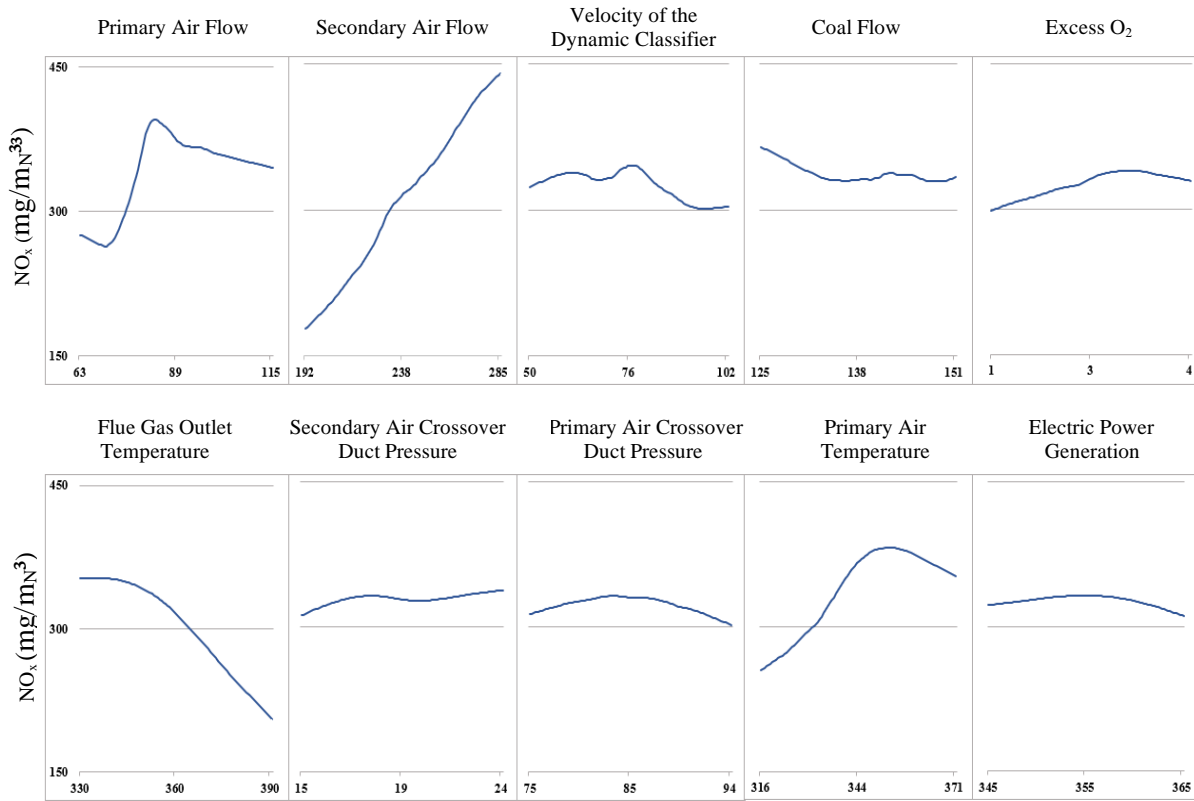 Primary Air Flow
Secondary Air Flow
Velocity of the
Dynamic Classifier
Coal Flow
Excess O₂
NOₓ (mg/mN³³)
450
300
150
63 89 115
192 238 285
50 76 102
125 138 151
1 3 4
Flue Gas Outlet
Temperature
Secondary Air Crossover
Duct Pressure
Primary Air Crossover
Duct Pressure
Primary Air
Temperature
Electric Power
Generation
NOₓ (mg/mN³)
450
300
150
330 360 390
15 19 24
75 85 94
316 344 371
345 355 365